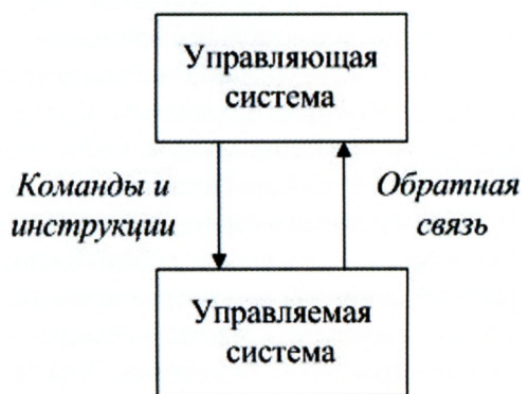 Управляющая
система
Команды и
инструкции
Обратная
связь
Управляемая
система